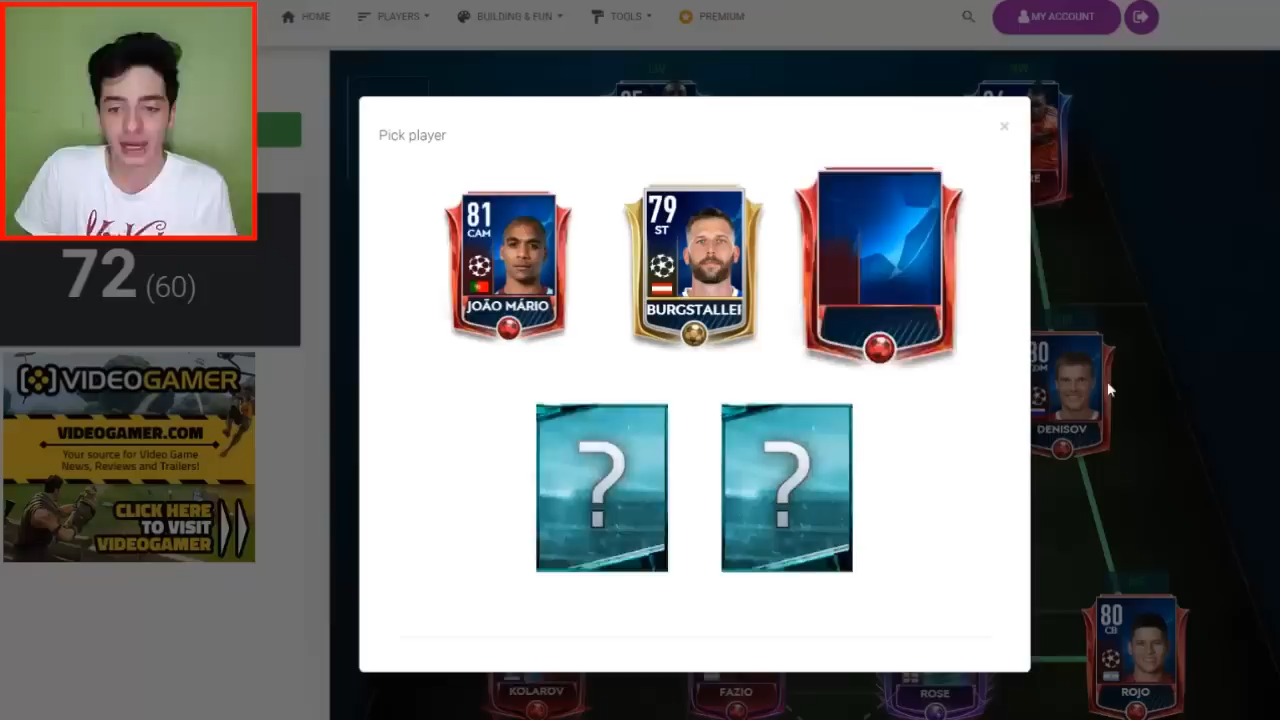 HOME
PLAYERS
BUILDING & FUN
TOOLS
PREMIUM
MY ACCOUNT
Pick player
81
CAM
JOÃO MÁRIO
79
ST
BURGSTALLE
72 (60)
VIDEOGAMER
VIDEOGAMER.COM
Your source for Video Game
News, Reviews and Trailers!
CLICK HERE
TO VISIT
VIDEOGAMER
?
?
80
DENISOV
80
ROJO
KOLAROV
FAZIO
ROSE